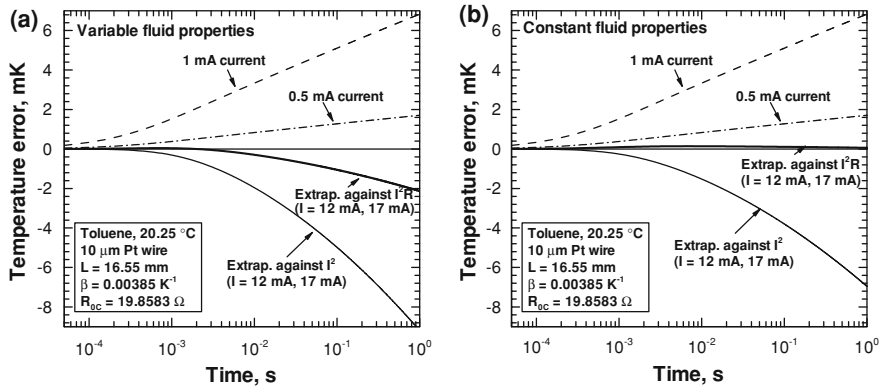 (a)
Variable fluid properties
6
4
2
0
-2
-4
-6
-8
Temperature error, mK
1 mA current
0.5 mA current
Extrap. against I²R
(I = 12 mA, 17 mA)
Extrap. against I²
(I = 12 mA, 17 mA)
Toluene, 20.25 °C
10 μm Pt wire
L = 16.55 mm
β = 0.00385 K⁻¹
R₀C = 19.8583 Ω
10⁻⁴
10⁻³
10⁻²
10⁻¹
10⁰
Time, s
(b)
Constant fluid properties
6
4
2
0
-2
-4
-6
-8
Temperature error, mK
1 mA current
0.5 mA current
Extrap. against I²R
(I = 12 mA, 17 mA)
Extrap. against I²
(I = 12 mA, 17 mA)
Toluene, 20.25 °C
10 μm Pt wire
L = 16.55 mm
β = 0.00385 K⁻¹
R₀C = 19.8583 Ω
10⁻⁴
10⁻³
10⁻²
10⁻¹
10⁰
Time, s